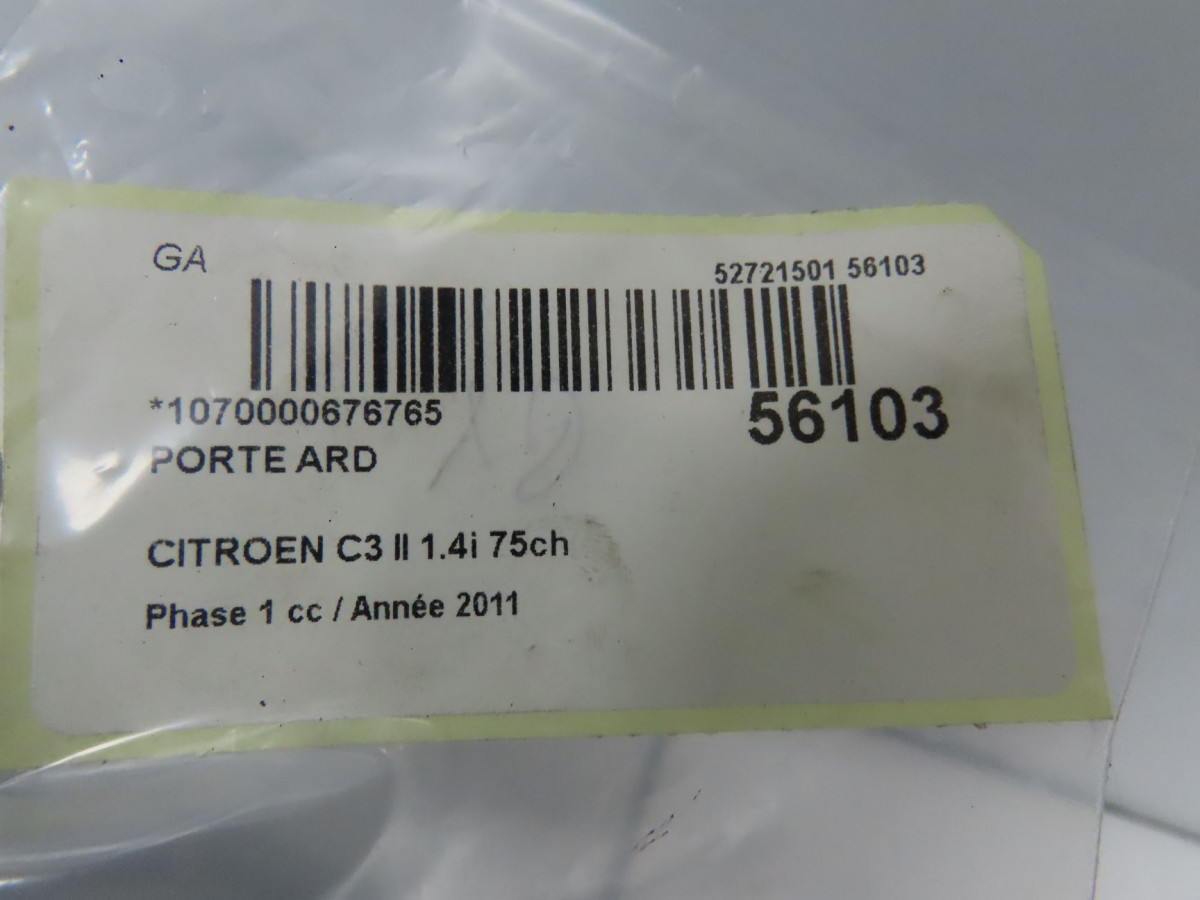 GA
52721501 56103
*1070000676765
56103
PORTE ARD
CITROEN C3 II 1.4i 75ch
Phase 1 cc / Année 2011